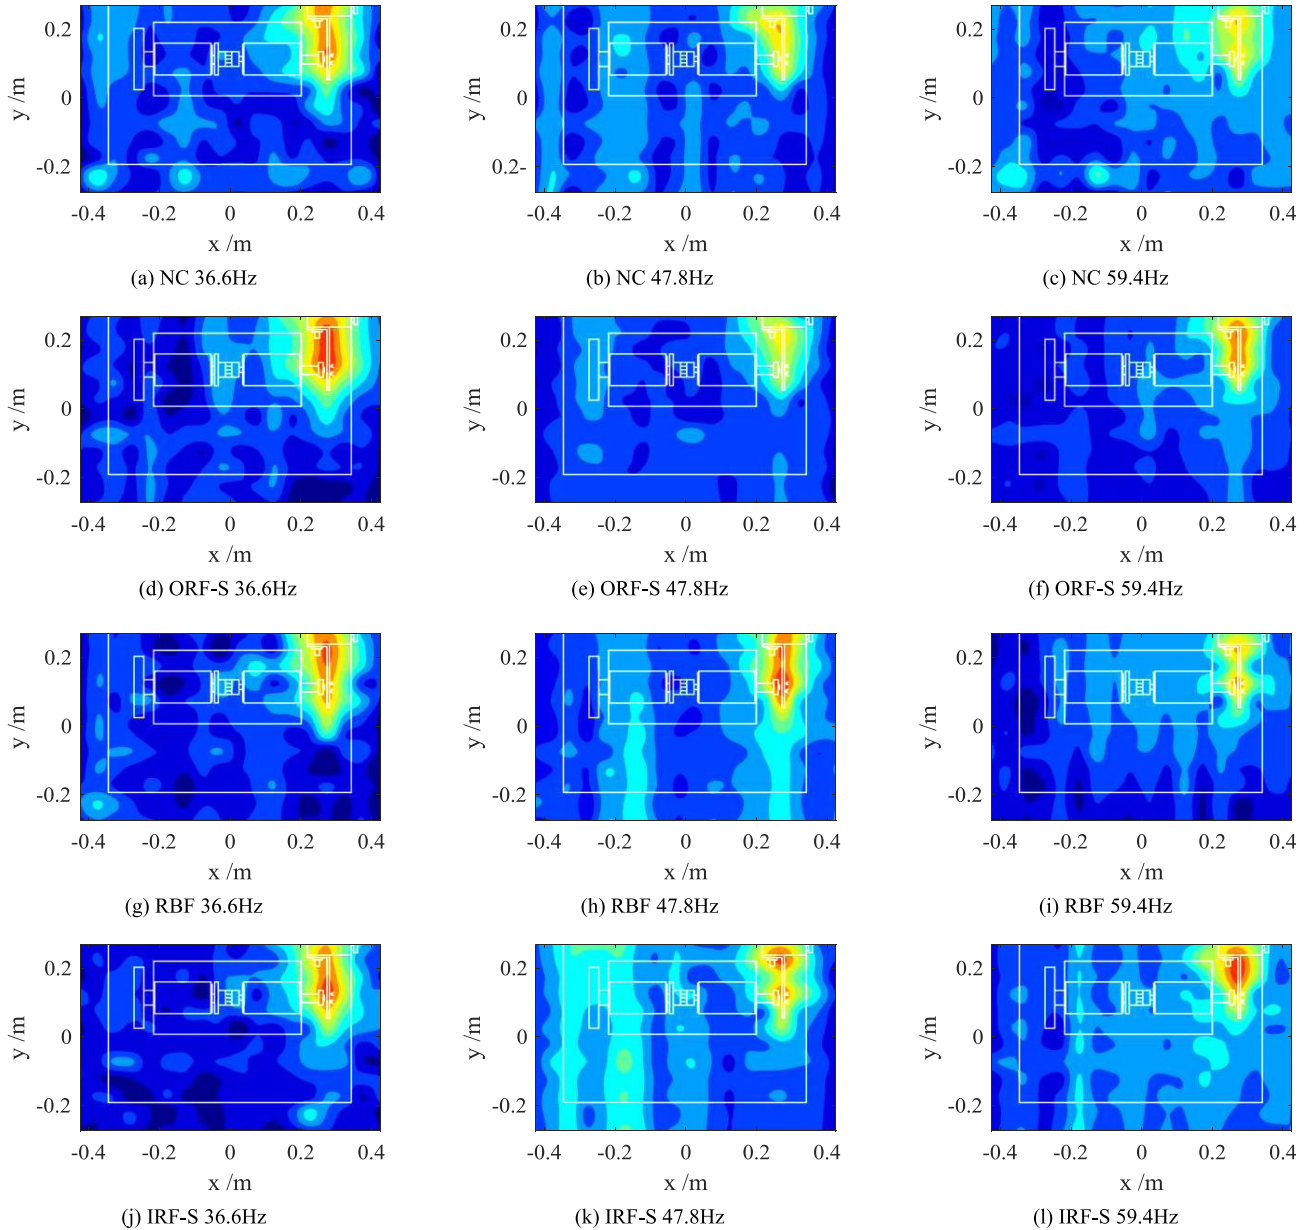 0.2 0.2 0.2
y /m y /m y /m
0 0 0
-0.2 0.2- -0.2
-0.4 -0.2 0 0.2 0.4 -0.4 -0.2 0 0.2 0.4 -0.4 -0.2 0 0.2 0.4
x /m x /m x /m
(a) NC 36.6Hz (b) NC 47.8Hz (c) NC 59.4Hz
0.2 0.2 0.2
y /m y /m y /m
0 0 0
-0.2 -0.2 -0.2
-0.4 -0.2 0 0.2 0.4 -0.4 -0.2 0 0.2 0.4 -0.4 -0.2 0 0.2 0.4
x /m x /m x /m
(d) ORF-S 36.6Hz (e) ORF-S 47.8Hz (f) ORF-S 59.4Hz
0.2 0.2 0.2
y /m y /m y /m
0 0 0
-0.2 -0.2 -0.2
-0.4 -0.2 0 0.2 0.4 -0.4 -0.2 0 0.2 0.4 -0.4 -0.2 0 0.2 0.4
x /m x /m x /m
(g) RBF 36.6Hz (h) RBF 47.8Hz (i) RBF 59.4Hz
0.2 0.2 0.2
y /m y /m y /m
0 0 0
-0.2 -0.2 -0.2
-0.4 -0.2 0 0.2 0.4 -0.4 -0.2 0 0.2 0.4 -0.4 -0.2 0 0.2 0.4
x /m x /m x /m
(j) IRF-S 36.6Hz (k) IRF-S 47.8Hz (l) IRF-S 59.4Hz